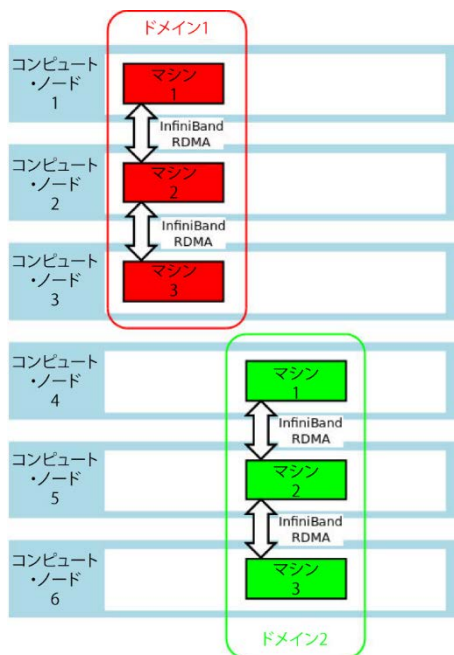 ドメイン1
コンピュート
・ノード
1
マシン
1
InfiniBand
RDMA
コンピュート
・ノード
2
マシン
2
InfiniBand
RDMA
コンピュート
・ノード
3
マシン
3
コンピュート
・ノード
4
マシン
1
InfiniBand
RDMA
コンピュート
・ノード
5
マシン
2
InfiniBand
RDMA
コンピュート
・ノード
6
マシン
3
ドメイン2